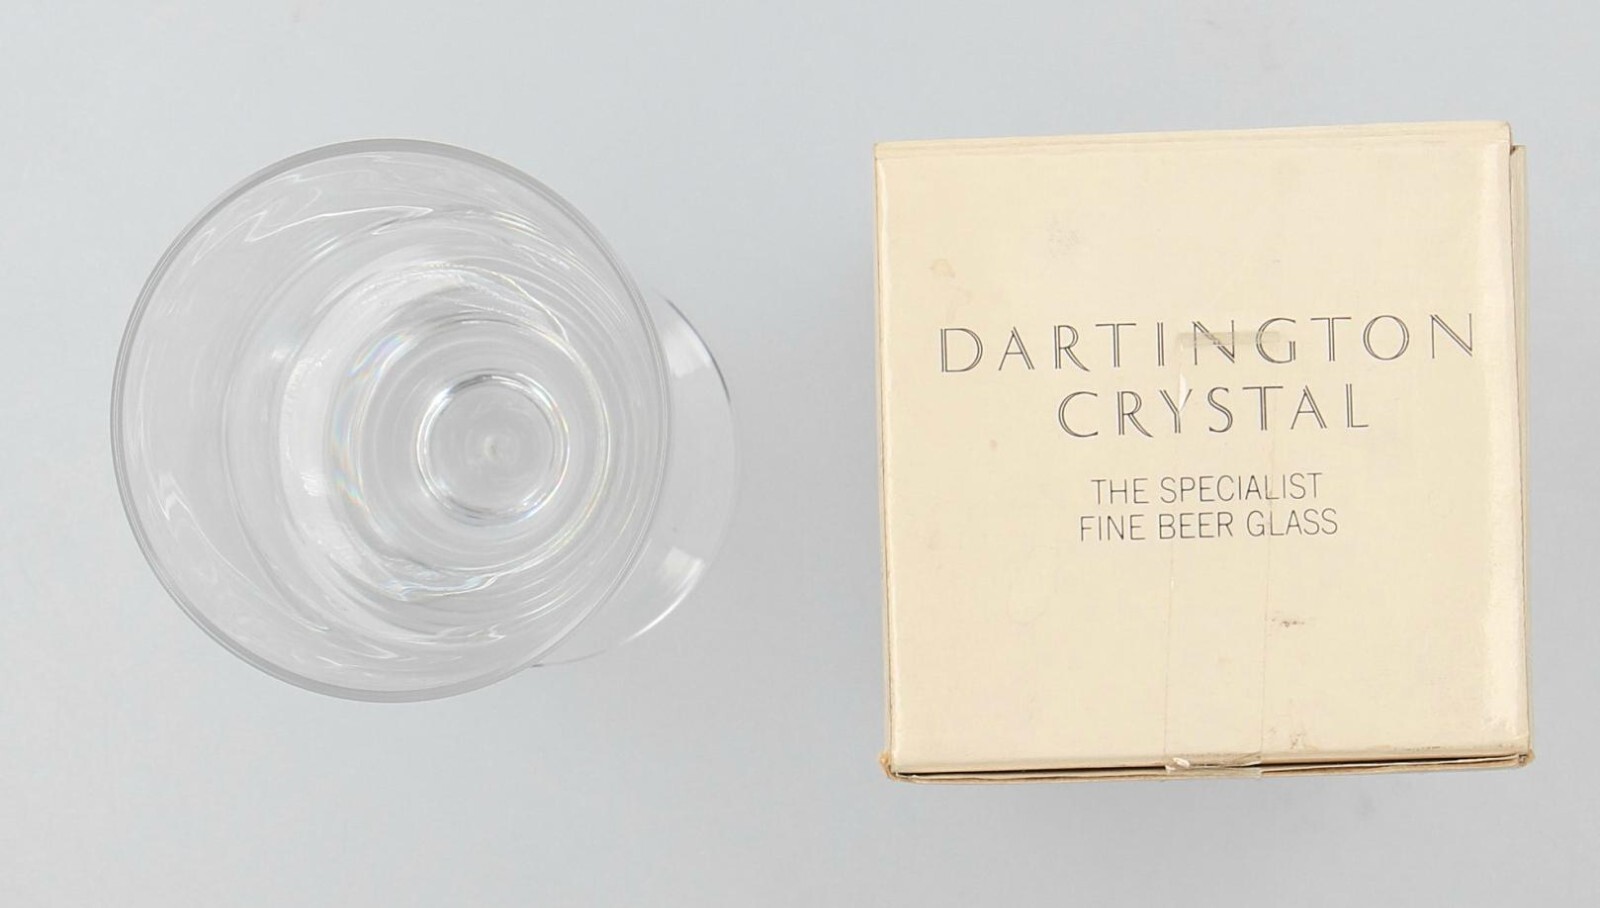 DARTINGTON
CRYSTAL
THE SPECIALIST
FINE BEER GLASS